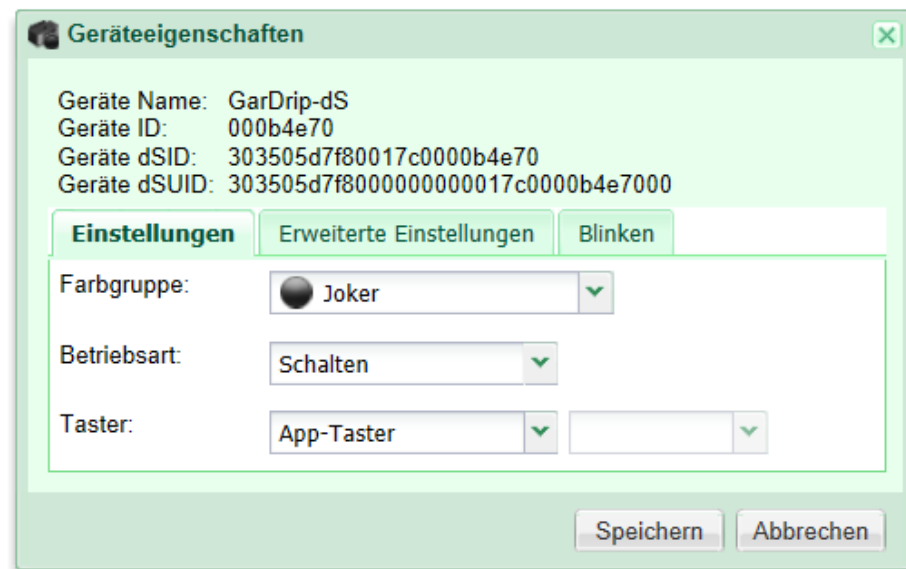 Geräteeigenschaften
Geräte Name: GarDrip-dS
Geräte ID: 000b4e70
Geräte dSID: 303505d7f80017c0000b4e70
Geräte dSUID: 303505d7f8000000000017c0000b4e7000
Einstellungen Erweiterte Einstellungen Blinken
Farbgruppe: Joker
Betriebsart: Schalten
Taster: App-Taster
Speichern Abbrechen